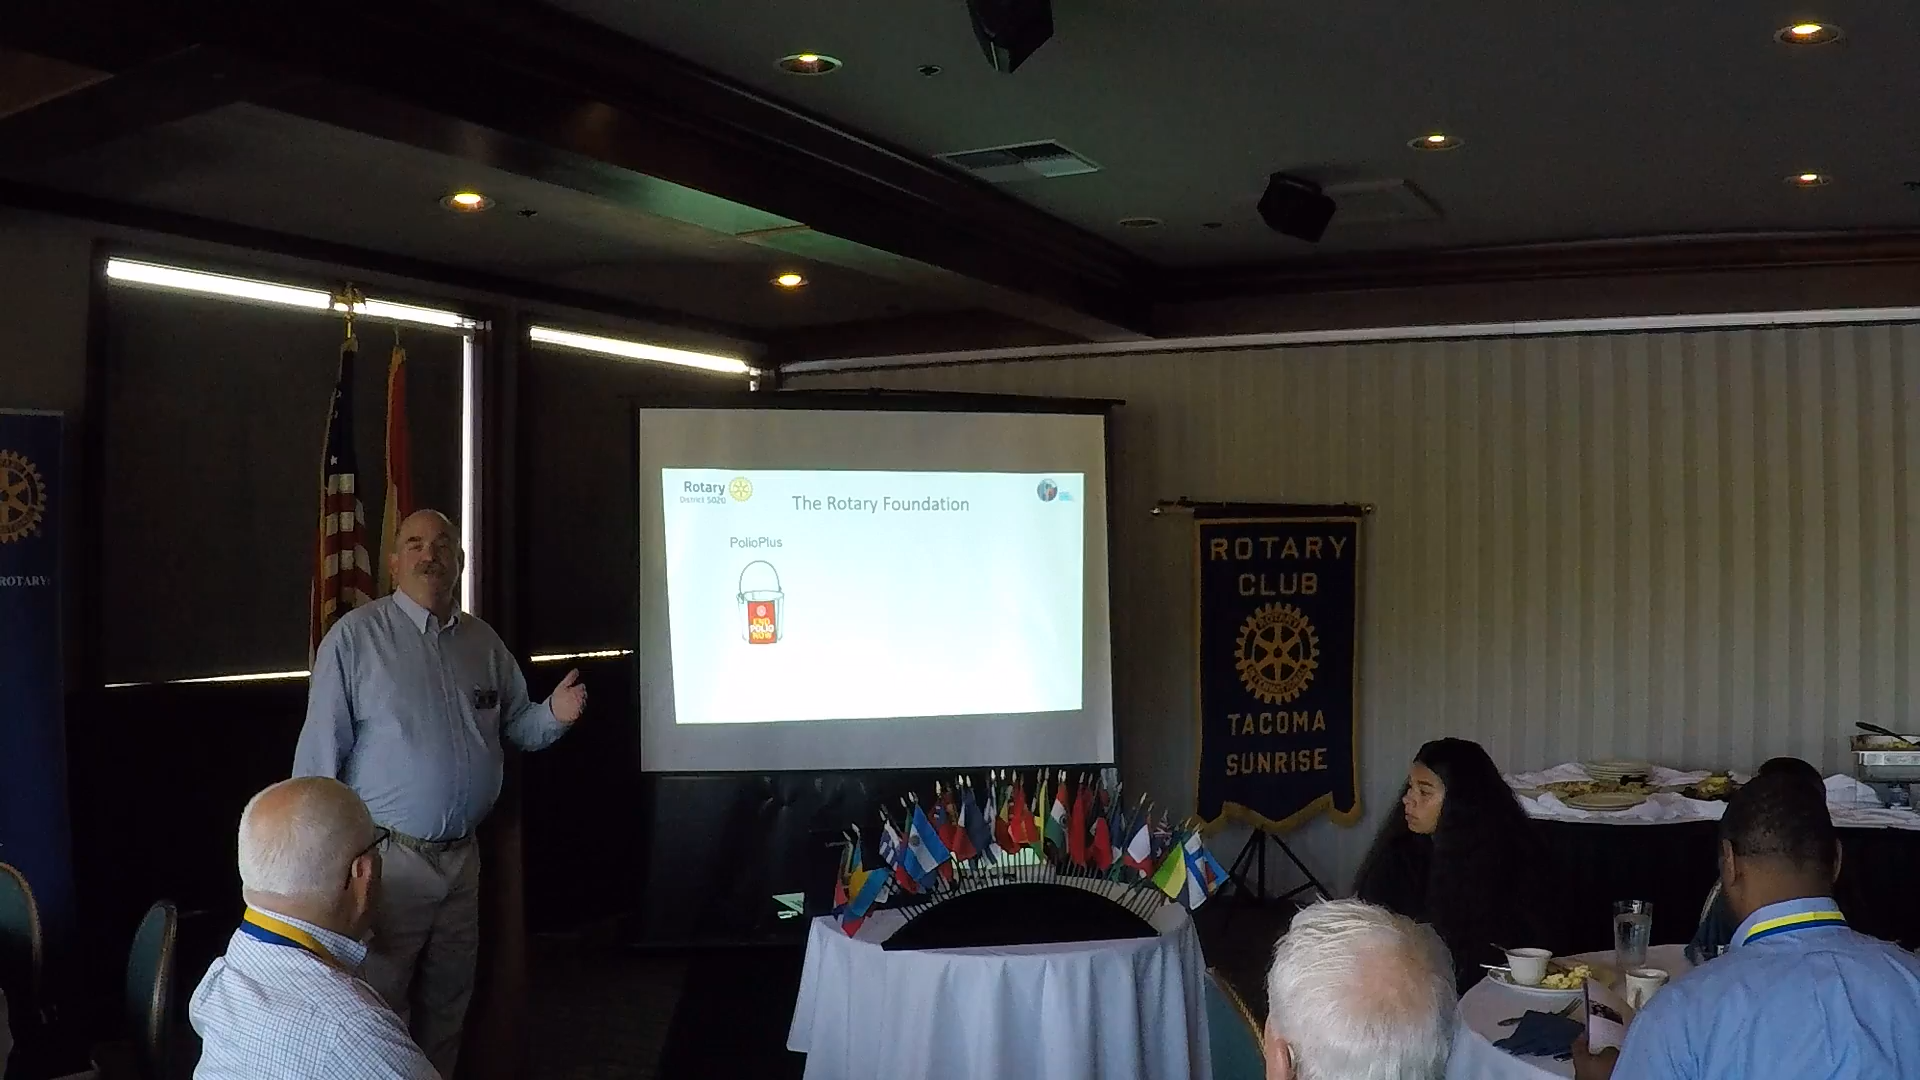 ROTARY
Rotary
District 5020
The Rotary Foundation
PolioPlus
END
POLIO
NOW
ROTARY
CLUB
ROTARY
INTERNATIONAL
TACOMA
SUNRISE